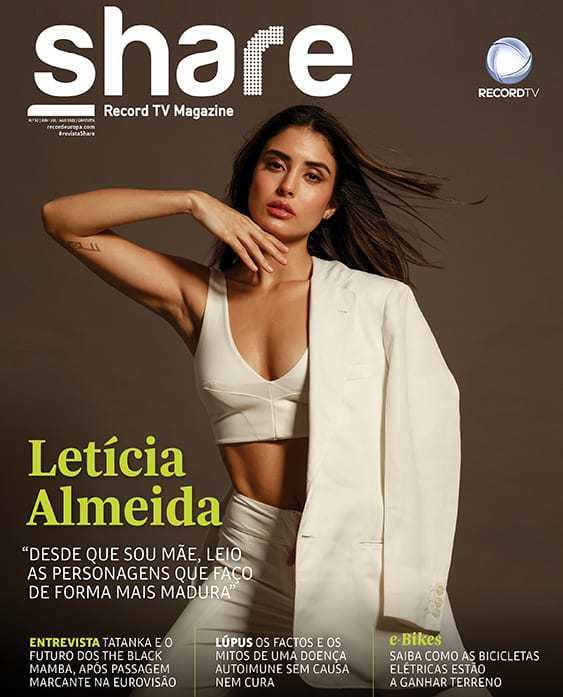 share
RECORDTV
Record TV Magazine
recordeuropa.com
#revistaShare
Letícia
Almeida
“DESDE QUE SOU MÃE, LEIO
AS PERSONAGENS QUE FAÇO
DE FORMA MAIS MADURA”
ENTREVISTA TATANKA E O
FUTURO DOS THE BLACK
MAMBA, APÓS PASSAGEM
MARCANTE NA EUROVISÃO
LÚPUS OS FACTOS E OS
MITOS DE UMA DOENÇA
AUTOIMUNE SEM CAUSA
NEM CURA
e-Bikes
SAIBA COMO AS BICICLETAS
ELÉTRICAS ESTÃO
A GANHAR TERRENO